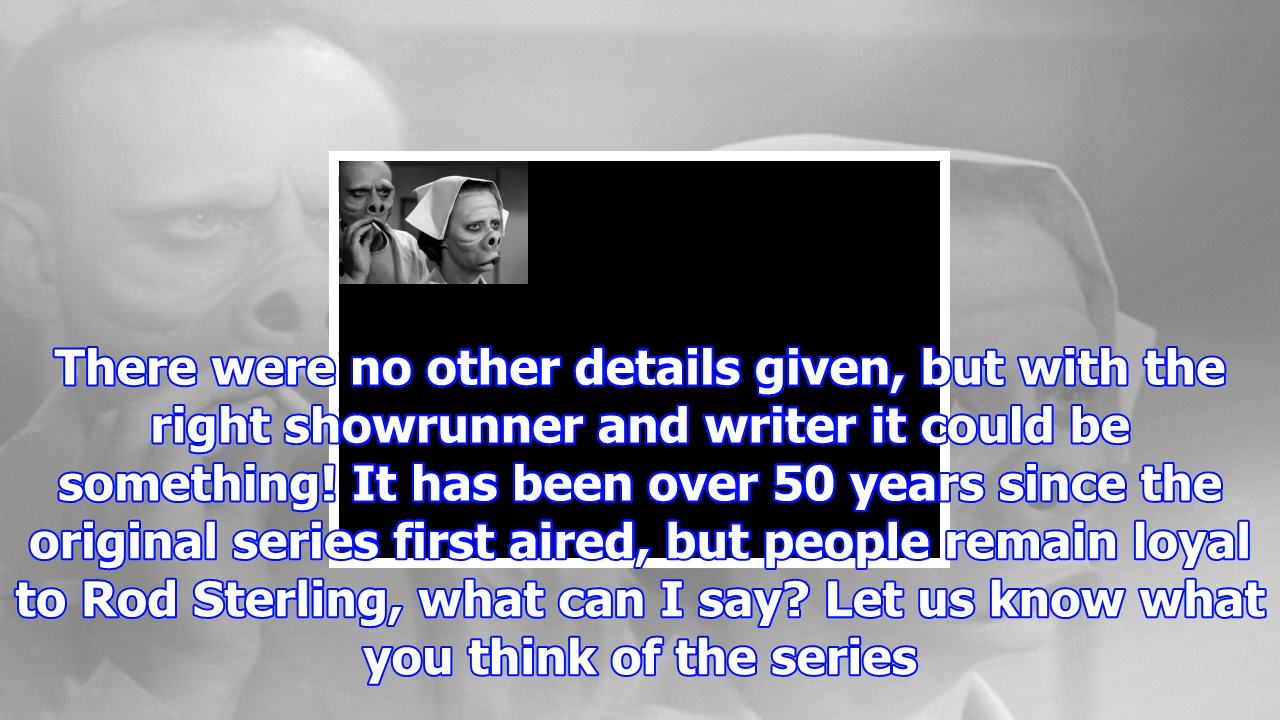 There were no other details given, but with the
right showrunner and writer it could be
something! It has been over 50 years since the
original series first aired, but people remain loyal
to Rod Sterling, what can I say? Let us know what
you think of the series